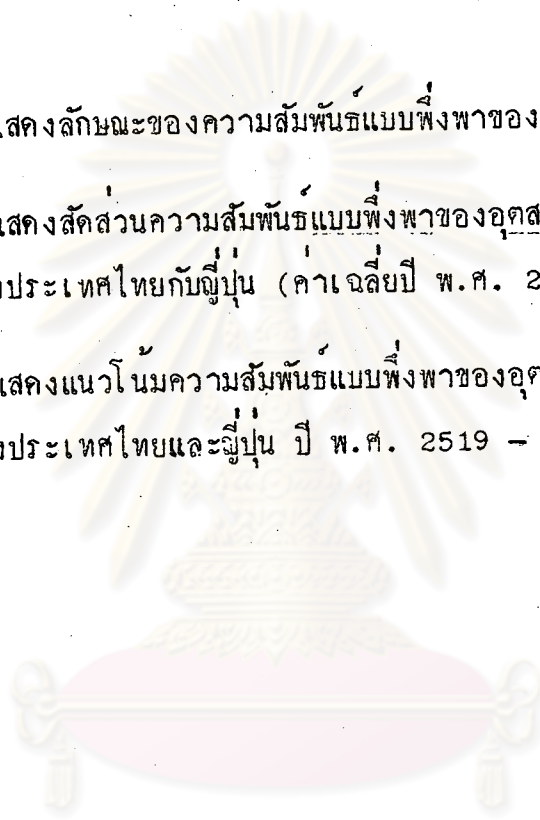 แสดงลักษณะของความสัมพันธ์แบบพึ่งพาของ
แสดงสัดส่วนความสัมพันธ์แบบพึ่งพาของอุตส
งประเทศไทยกับญี่ปุ่น (ค่าเฉลี่ยปี พ.ศ. 2
แสดงแนวโน้มความสัมพันธ์แบบพึ่งพาของอุต
งประเทศไทยและญี่ปุ่น ปี พ.ศ. 2519 –